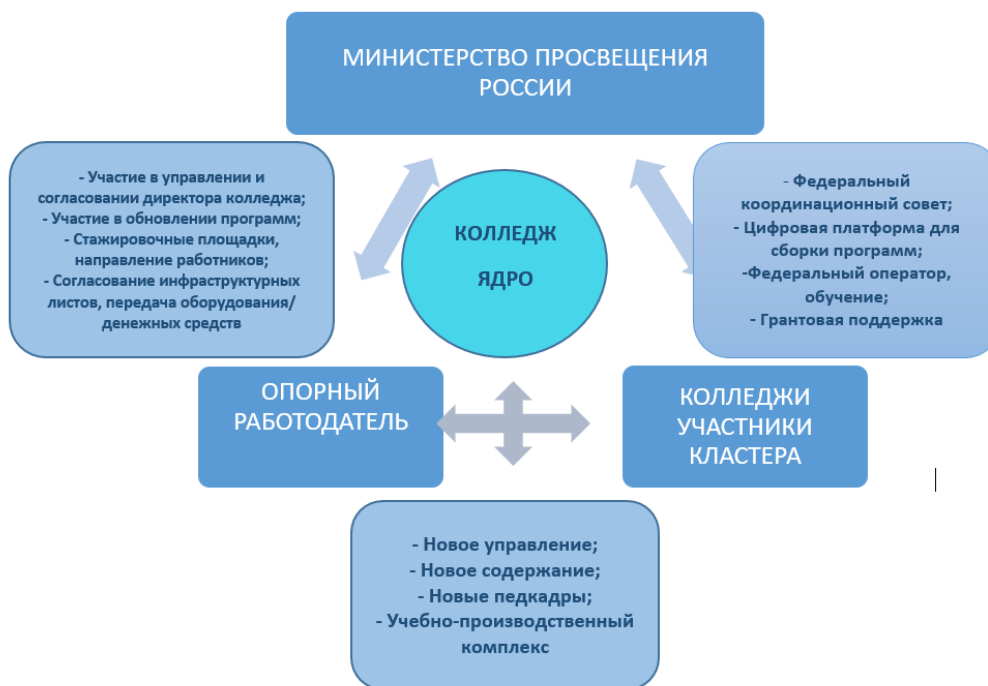 МИНИСТЕРСТВО ПРОСВЕЩЕНИЯ
РОССИИ
- Участие в управлении и
согласовании директора колледжа;
- Участие в обновлении программ;
- Стажировочные площадки,
направление работников;
- Согласование инфраструктурных
листов, передача оборудования/
денежных средств
КОЛЛЕДЖ
ЯДРО
- Федеральный
координационный совет;
- Цифровая платформа для
сборки программ;
-Федеральный оператор,
обучение;
- Грантовая поддержка
ОПОРНЫЙ
РАБОТОДАТЕЛЬ
КОЛЛЕДЖИ
УЧАСТНИКИ
КЛАСТЕРА
- Новое управление;
- Новое содержание;
- Новые педкадры;
- Учебно-производственный
комплекс